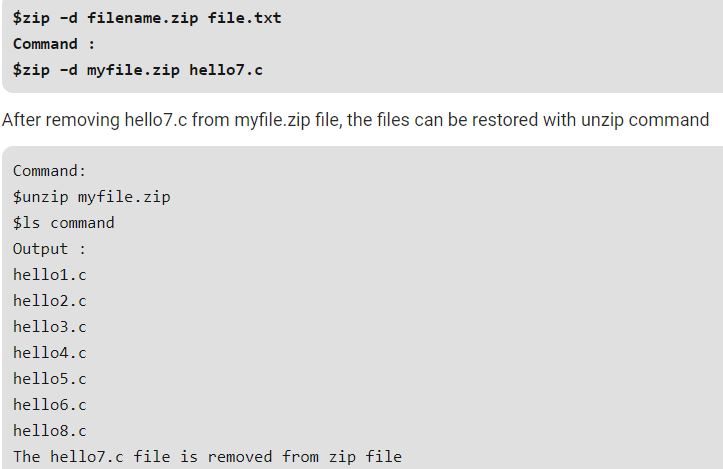 $zip -d filename.zip file.txt
Command :
$zip -d myfile.zip hello7.c
After removing hello7.c from myfile.zip file, the files can be restored with unzip command
Command:
$unzip myfile.zip
$ls command
Output :
hello1.c
hello2.c
hello3.c
hello4.c
hello5.c
hello6.c
hello8.c
The hello7.c file is removed from zip file